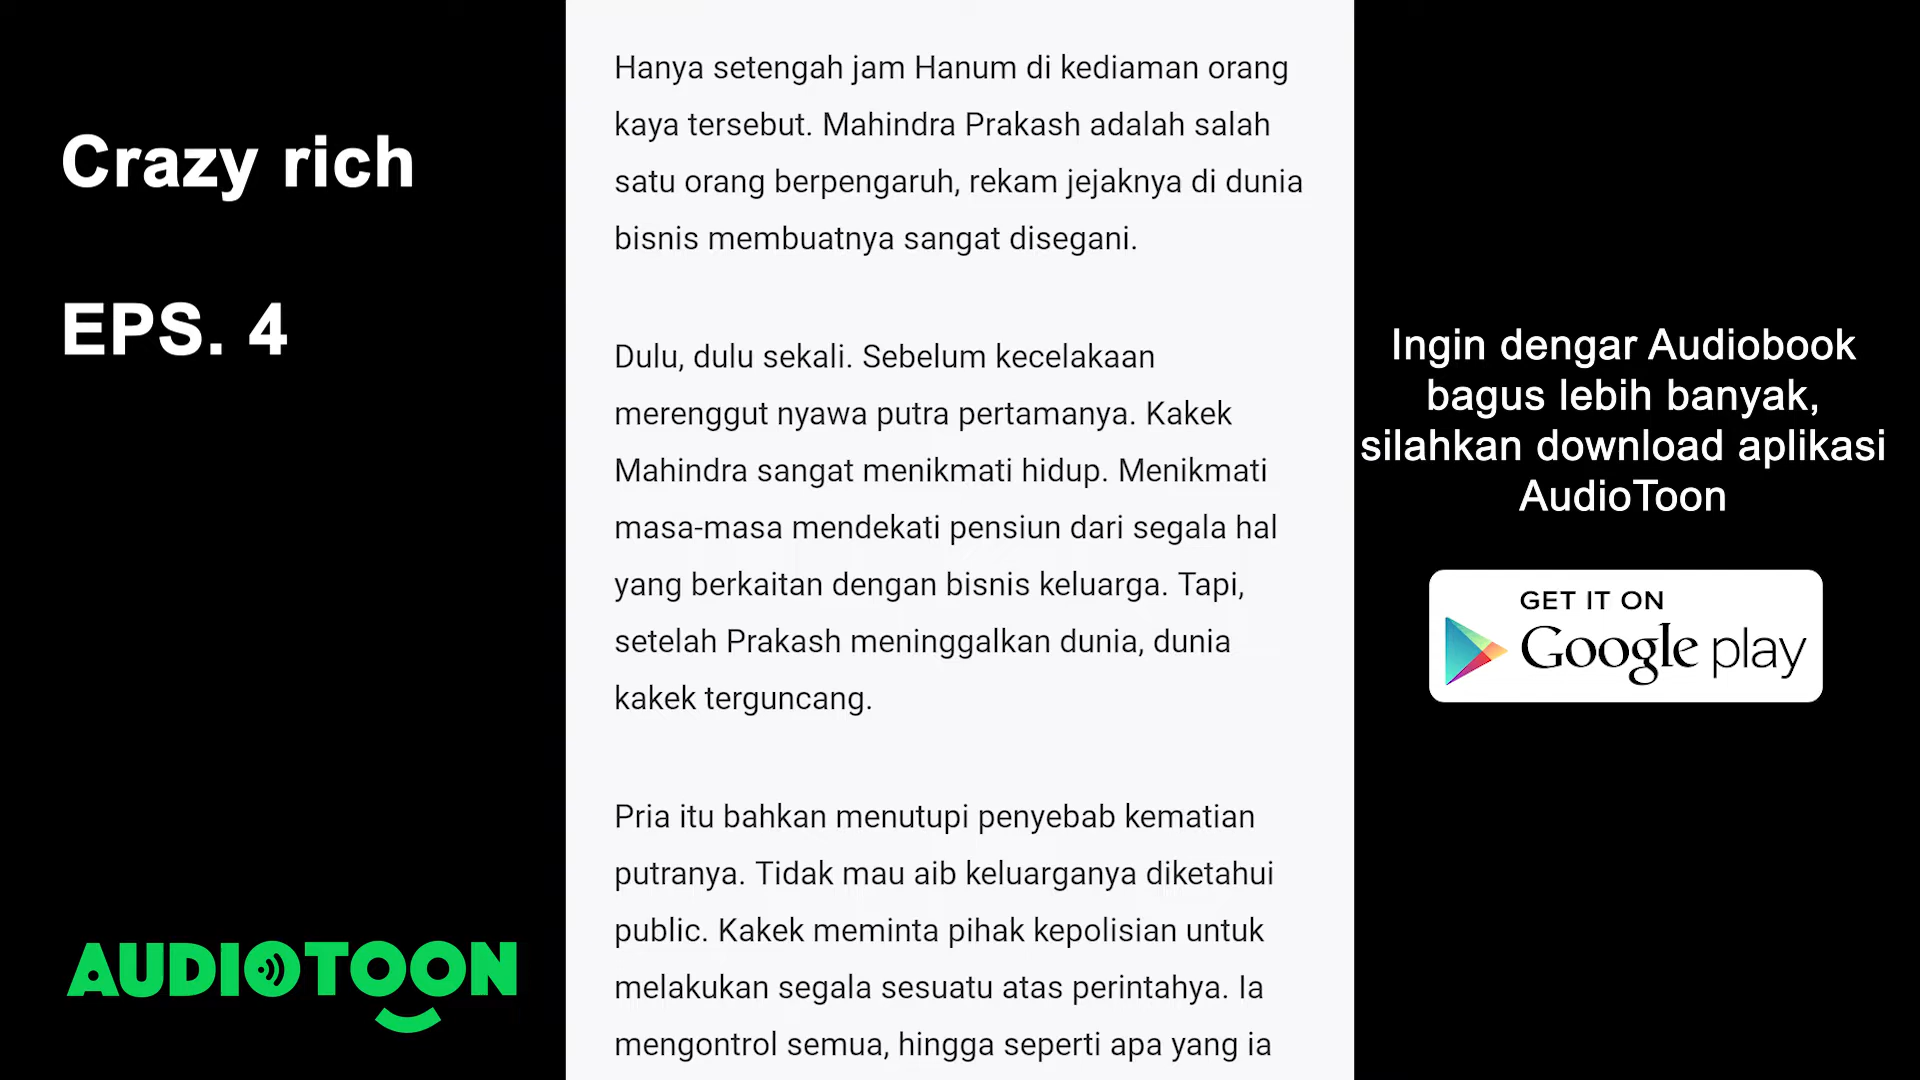 Crazy rich
EPS. 4
AUDIOTOON
Hanya setengah jam Hanum di kediaman orang
kaya tersebut. Mahindra Prakash adalah salah
satu orang berpengaruh, rekam jejaknya di dunia
bisnis membuatnya sangat disegani.
Dulu, dulu sekali. Sebelum kecelakaan
merenggut nyawa putra pertamanya. Kakek
Mahindra sangat menikmati hidup. Menikmati
masa-masa mendekati pensiun dari segala hal
yang berkaitan dengan bisnis keluarga. Tapi,
setelah Prakash meninggalkan dunia, dunia
kakek terguncang.
Pria itu bahkan menutupi penyebab kematian
putranya. Tidak mau aib keluarganya diketahui
public. Kakek meminta pihak kepolisian untuk
melakukan segala sesuatu atas perintahya. Ia
mengontrol semua, hingga seperti apa yang ia
Ingin dengar Audiobook
bagus lebih banyak,
silahkan download aplikasi
AudioToon
GET IT ON
Google play